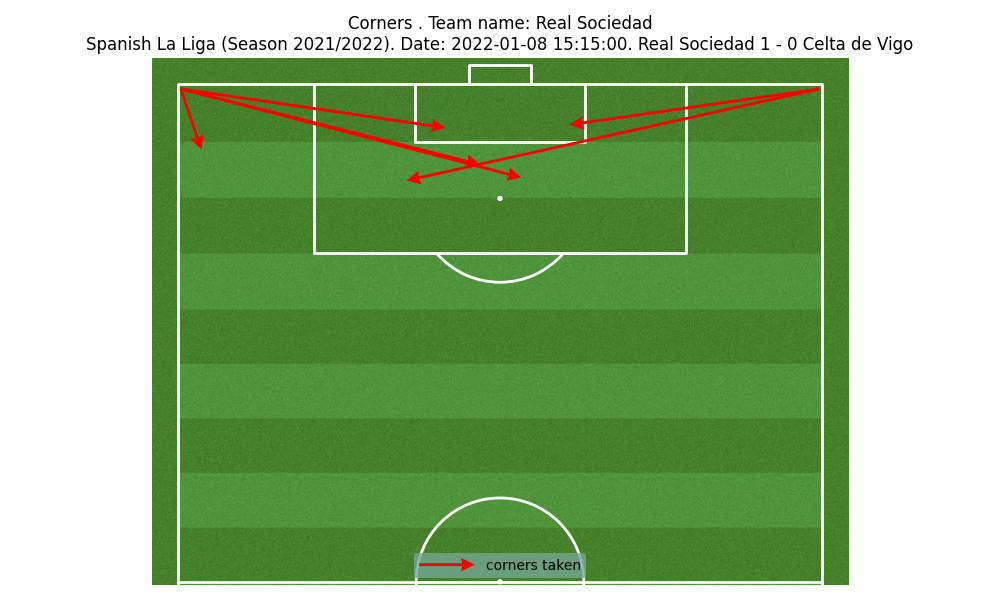 Corners . Team name: Real Sociedad
Spanish La Liga (Season 2021/2022). Date: 2022-01-08 15:15:00. Real Sociedad 1 - 0 Celta de Vigo
corners taken